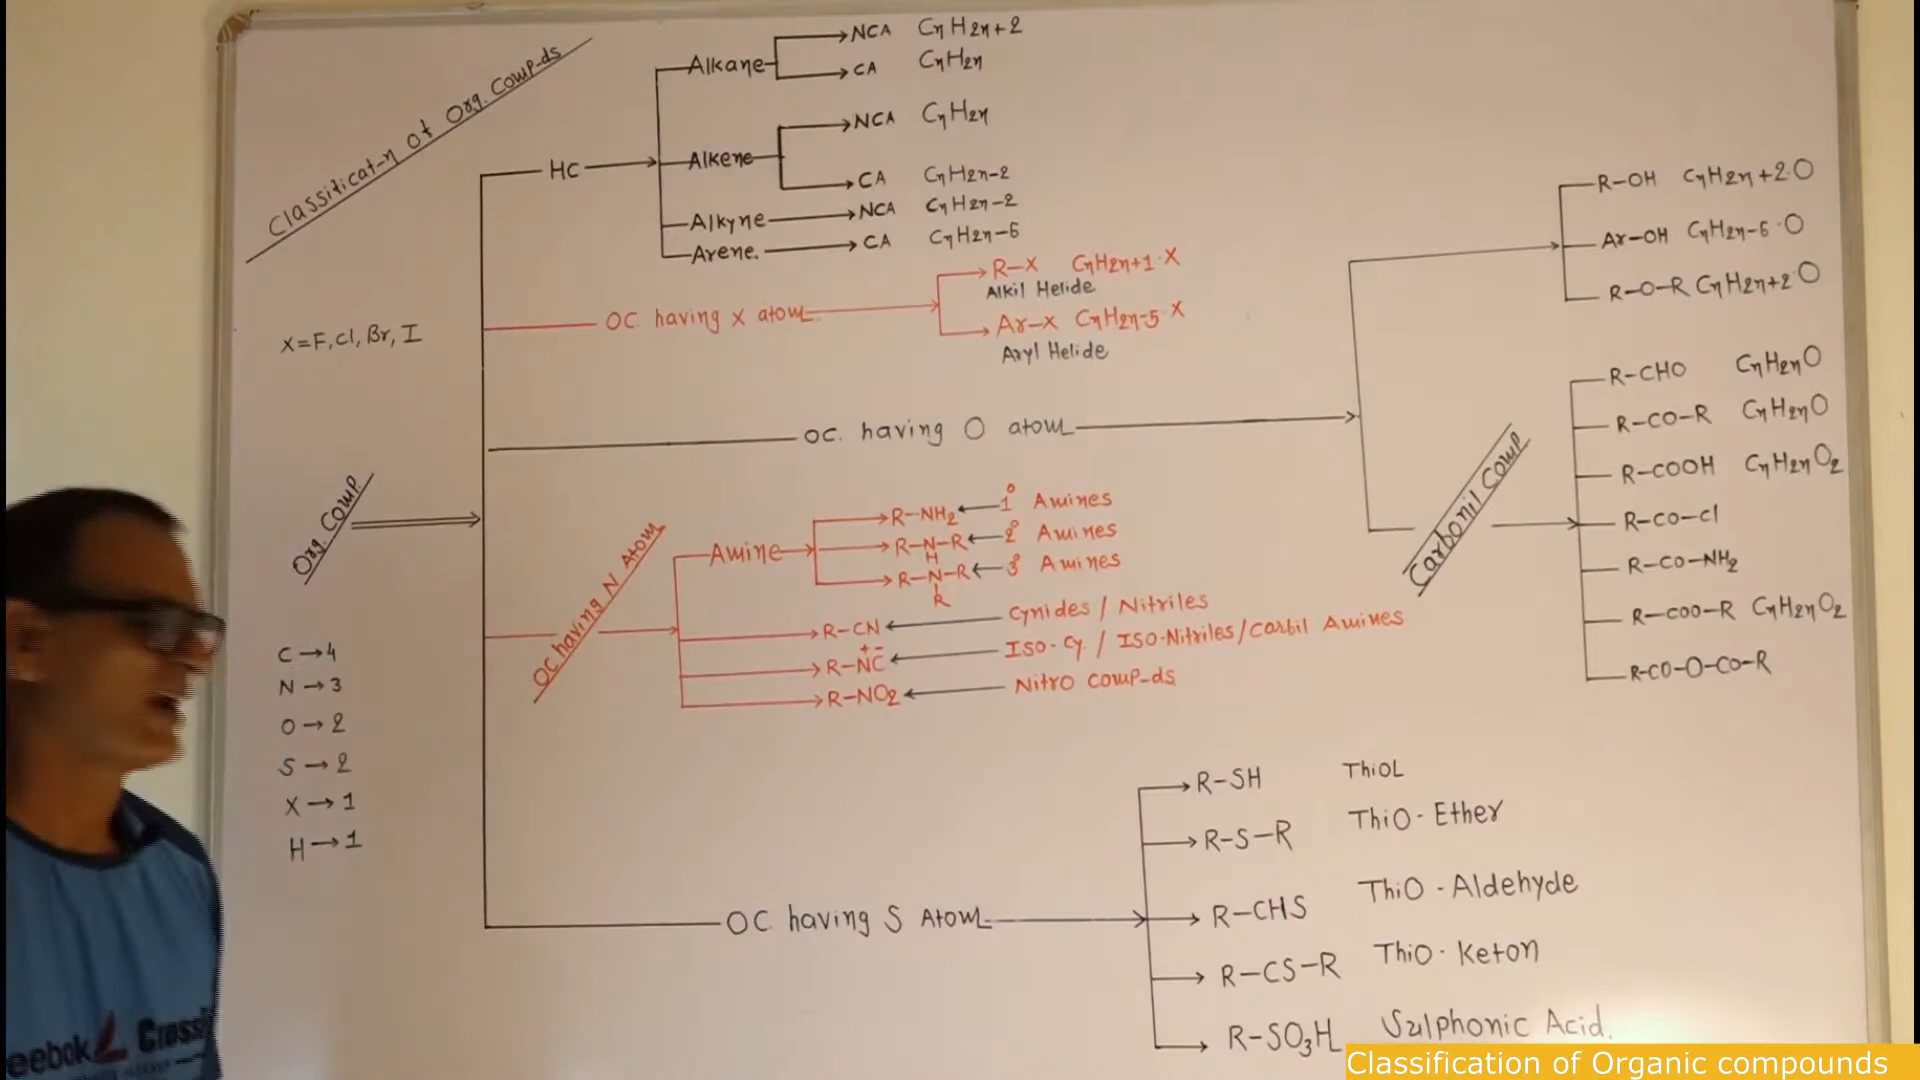 Classificat-n of Org. Comp-ds
HC
Alkane
NCA CnH2n+2
CA CnH2n
Alkene
NCA CnH2n
CA CnH2n-2
Alkyne NCA CnH2n-2
Arene. CA CnH2n-6
X=F, Cl, Br, I
OC. having X atom
R-X CnH2n+1·X
Alkil Helide
Ar-X CnH2n-5·X
Aryl Helide
OC. having O atom
R-OH CnH2n+2·O
Ar-OH CnH2n-6·O
R-O-R CnH2n+2·O
Carbonil Comp
R-CHO CnH2nO
R-CO-R CnH2nO
R-COOH CnH2nO2
R-CO-Cl
R-CO-NH2
R-COO-R CnH2nO2
R-CO-O-CO-R
Org. Comp
OC having N Atom
Amine
R-NH2 1° Amines
R-N-R 2° Amines
H
R-N-R 3° Amines
R
R-CN Cynides / Nitriles
+ -
R-NC Iso-Cy. / ISO-Nitriles/Carbil Amines
R-NO2 Nitro comp-ds
C → 4
N → 3
O → 2
S → 2
X → 1
H → 1
OC having S Atom
R-SH ThioL
R-S-R ThiO-Ether
R-CHS ThiO-Aldehyde
R-CS-R ThiO-Keton
R-SO3H Sulphonic Acid.
eebok Crossfi
Classification of Organic compounds